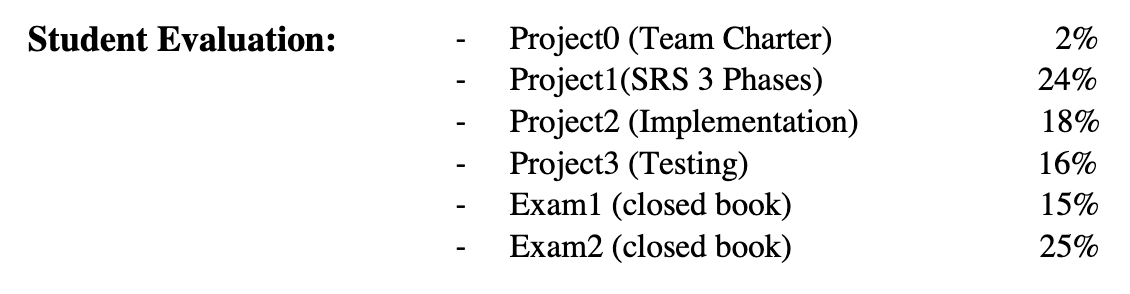 Student Evaluation: - Project0 (Team Charter) 2%
- Project1(SRS 3 Phases) 24%
- Project2 (Implementation) 18%
- Project3 (Testing) 16%
- Exam1 (closed book) 15%
- Exam2 (closed book) 25%